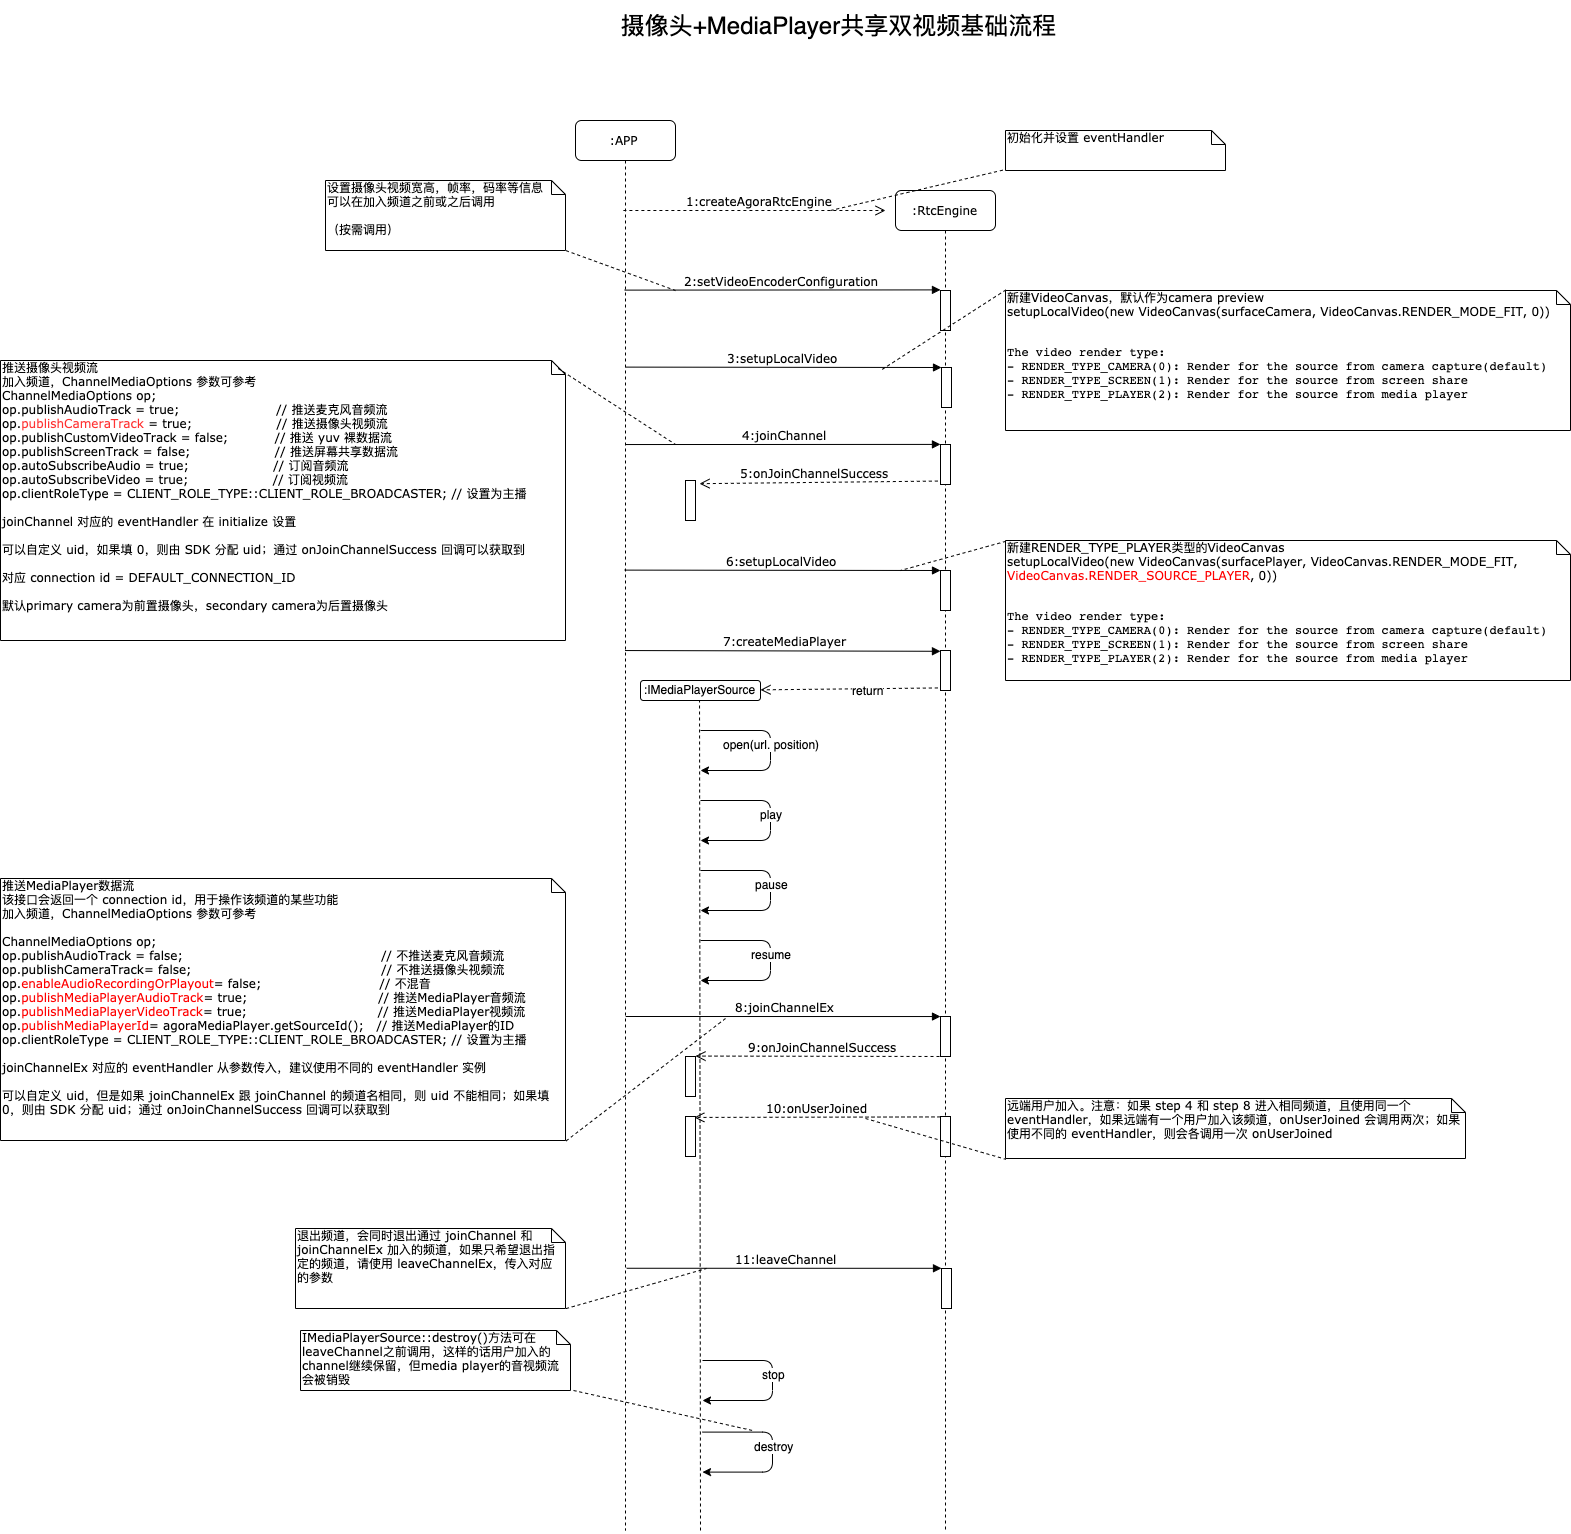 摄像头+MediaPlayer共享双视频基础流程
:APP
初始化并设置 eventHandler
设置摄像头视频宽高，帧率，码率等信息
可以在加入频道之前或之后调用
（按需调用）
1:createAgoraRtcEngine
:RtcEngine
2:setVideoEncoderConfiguration
新建VideoCanvas，默认作为camera preview
setupLocalVideo(new VideoCanvas(surfaceCamera, VideoCanvas.RENDER_MODE_FIT, 0))
The video render type:
- RENDER_TYPE_CAMERA(0): Render for the source from camera capture(default)
- RENDER_TYPE_SCREEN(1): Render for the source from screen share
- RENDER_TYPE_PLAYER(2): Render for the source from media player
3:setupLocalVideo
推送摄像头视频流
加入频道，ChannelMediaOptions 参数可参考
ChannelMediaOptions op;
op.publishAudioTrack = true; // 推送麦克风音频流
op.publishCameraTrack = true; // 推送摄像头视频流
op.publishCustomVideoTrack = false; // 推送 yuv 裸数据流
op.publishScreenTrack = false; // 推送屏幕共享数据流
op.autoSubscribeAudio = true; // 订阅音频流
op.autoSubscribeVideo = true; // 订阅视频流
op.clientRoleType = CLIENT_ROLE_TYPE::CLIENT_ROLE_BROADCASTER; // 设置为主播
joinChannel 对应的 eventHandler 在 initialize 设置
可以自定义 uid，如果填 0，则由 SDK 分配 uid；通过 onJoinChannelSuccess 回调可以获取到
对应 connection id = DEFAULT_CONNECTION_ID
默认primary camera为前置摄像头，secondary camera为后置摄像头
4:joinChannel
5:onJoinChannelSuccess
6:setupLocalVideo
新建RENDER_TYPE_PLAYER类型的VideoCanvas
setupLocalVideo(new VideoCanvas(surfacePlayer, VideoCanvas.RENDER_MODE_FIT,
VideoCanvas.RENDER_SOURCE_PLAYER, 0))
The video render type:
- RENDER_TYPE_CAMERA(0): Render for the source from camera capture(default)
- RENDER_TYPE_SCREEN(1): Render for the source from screen share
- RENDER_TYPE_PLAYER(2): Render for the source from media player
7:createMediaPlayer
:IMediaPlayerSource
return
open(url. position)
play
pause
resume
推送MediaPlayer数据流
该接口会返回一个 connection id，用于操作该频道的某些功能
加入频道，ChannelMediaOptions 参数可参考
ChannelMediaOptions op;
op.publishAudioTrack = false; // 不推送麦克风音频流
op.publishCameraTrack= false; // 不推送摄像头视频流
op.enableAudioRecordingOrPlayout= false; // 不混音
op.publishMediaPlayerAudioTrack= true; // 推送MediaPlayer音频流
op.publishMediaPlayerVideoTrack= true; // 推送MediaPlayer视频流
op.publishMediaPlayerId= agoraMediaPlayer.getSourceId(); // 推送MediaPlayer的ID
op.clientRoleType = CLIENT_ROLE_TYPE::CLIENT_ROLE_BROADCASTER; // 设置为主播
joinChannelEx 对应的 eventHandler 从参数传入，建议使用不同的 eventHandler 实例
可以自定义 uid，但是如果 joinChannelEx 跟 joinChannel 的频道名相同，则 uid 不能相同；如果填
0，则由 SDK 分配 uid；通过 onJoinChannelSuccess 回调可以获取到
8:joinChannelEx
9:onJoinChannelSuccess
10:onUserJoined
远端用户加入。注意：如果 step 4 和 step 8 进入相同频道，且使用同一个
eventHandler，如果远端有一个用户加入该频道，onUserJoined 会调用两次；如果
使用不同的 eventHandler，则会各调用一次 onUserJoined
退出频道，会同时退出通过 joinChannel 和
joinChannelEx 加入的频道，如果只希望退出指
定的频道，请使用 leaveChannelEx，传入对应
的参数
11:leaveChannel
IMediaPlayerSource::destroy()方法可在
leaveChannel之前调用，这样的话用户加入的
channel继续保留，但media player的音视频流
会被销毁
stop
destroy